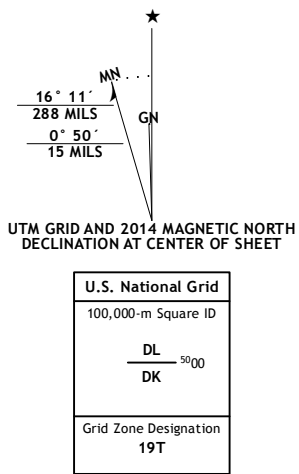 MN
16° 11´
288 MILS
GN
0° 50´
15 MILS
UTM GRID AND 2014 MAGNETIC NORTH
DECLINATION AT CENTER OF SHEET
U.S. National Grid
100,000-m Square ID
DL
5000
DK
Grid Zone Designation
19T